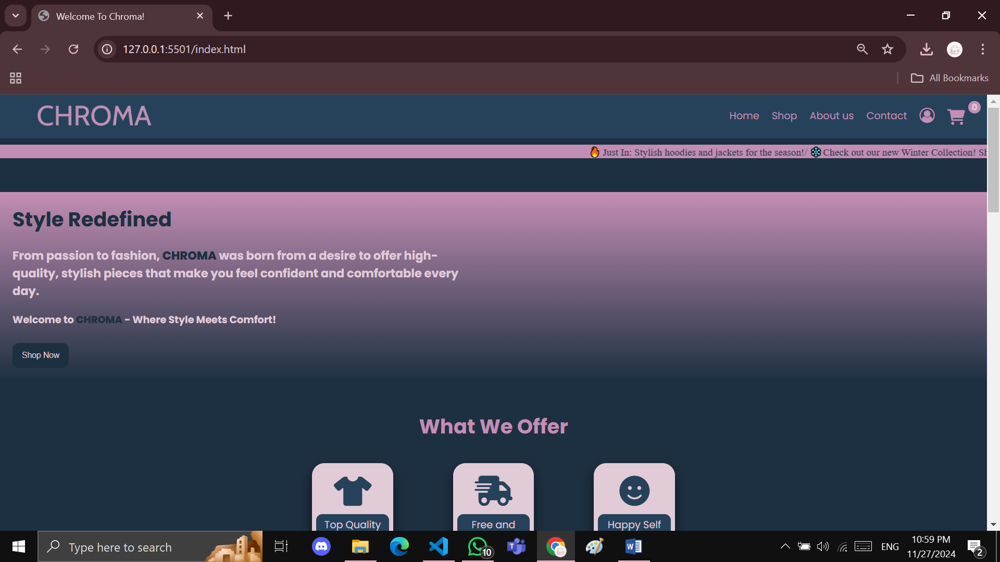 Welcome To Chroma!
127.0.0.1:5501/index.html
All Bookmarks
CHROMA
Home Shop About us Contact 0
🔥 Just In: Stylish hoodies and jackets for the season!/ ❄️Check out our new Winter Collection! Sh
Style Redefined
From passion to fashion, CHROMA was born from a desire to offer high-
quality, stylish pieces that make you feel confident and comfortable every
day.
Welcome to CHROMA - Where Style Meets Comfort!
Shop Now
What We Offer
Top Quality
Free and
Happy Self
Type here to search
10
ENG
10:59 PM
11/27/2024
2